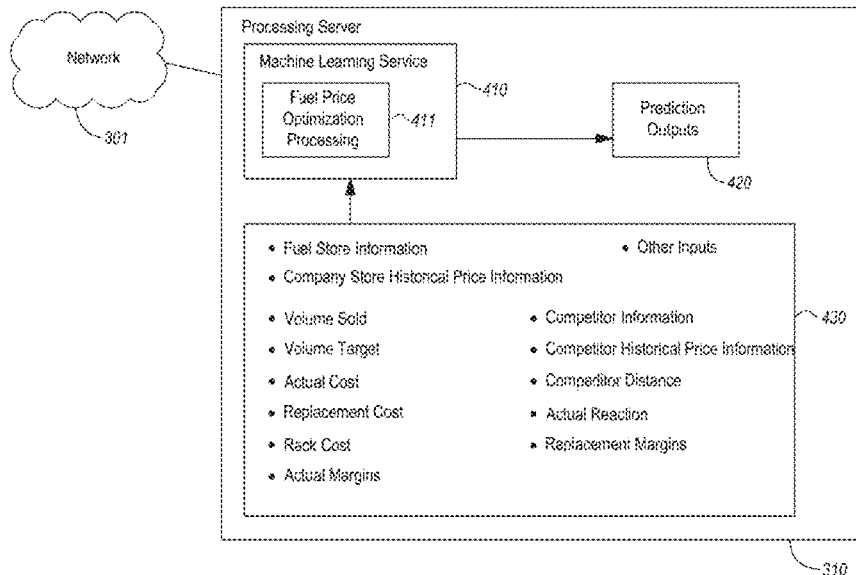 Processing Server
Network
301
Machine Learning Service
410
Fuel Price
Optimization
Processing
411
Prediction
Outputs
420
• Fuel Store Information
• Other Inputs
• Company Store Historical Price Information
• Volume Sold
• Competitor Information
430
• Volume Target
• Competitor Historical Price Information
• Actual Cost
• Competitor Distance
• Replacement Cost
• Actual Reaction
• Rack Cost
• Replacement Margins
• Actual Margins
310